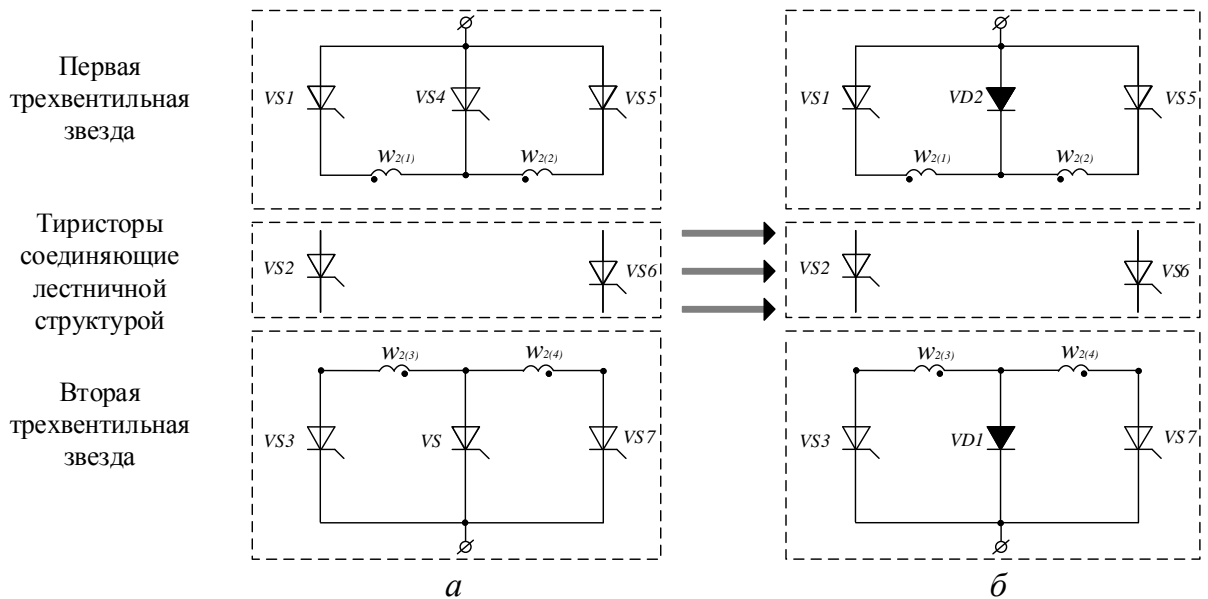 Первая
трехвентильная
звезда
VS1
VS4
VS5
w2(1)
w2(2)
VS1
VD2
VS5
w2(1)
w2(2)
Тиристоры
соединяющие
лестничной
структурой
VS2
VS6
VS2
VS6
Вторая
трехвентильная
звезда
w2(3)
w2(4)
VS3
VS
VS7
w2(3)
w2(4)
VS3
VD1
VS7
а
б